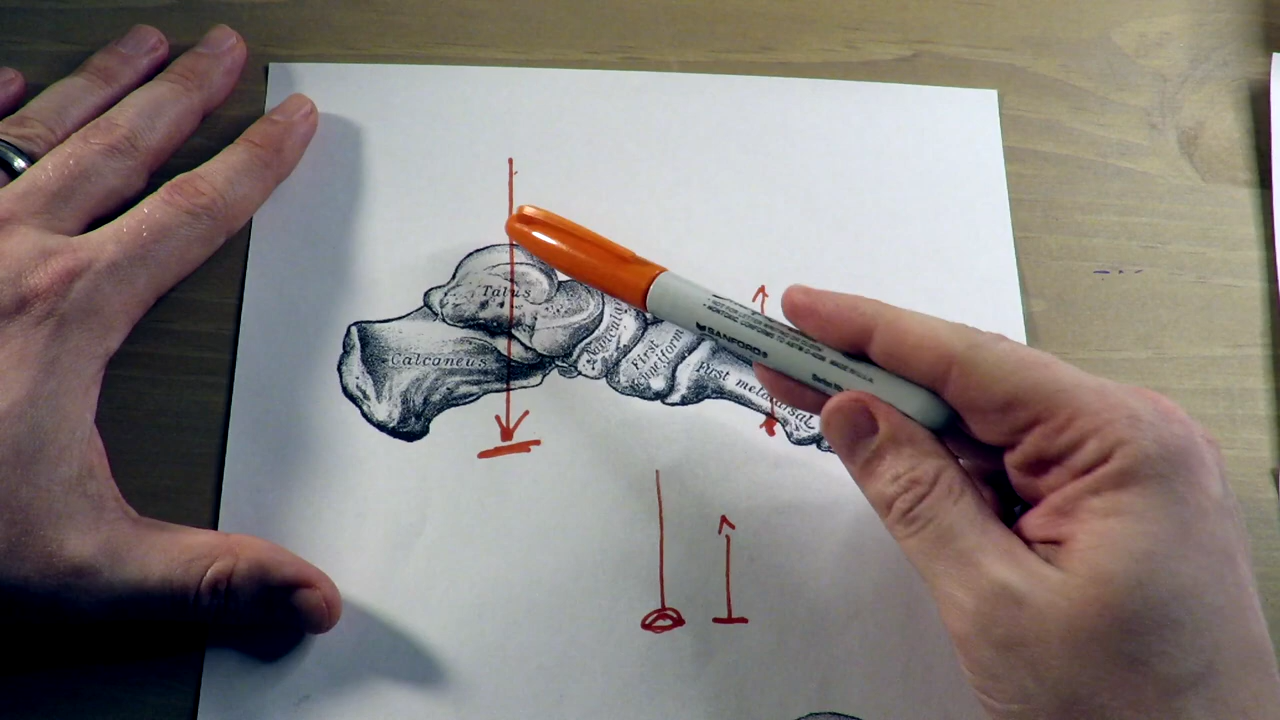 Talus
Calcaneus
Navicular
First
cuneiform
First metatarsal
SANFORD